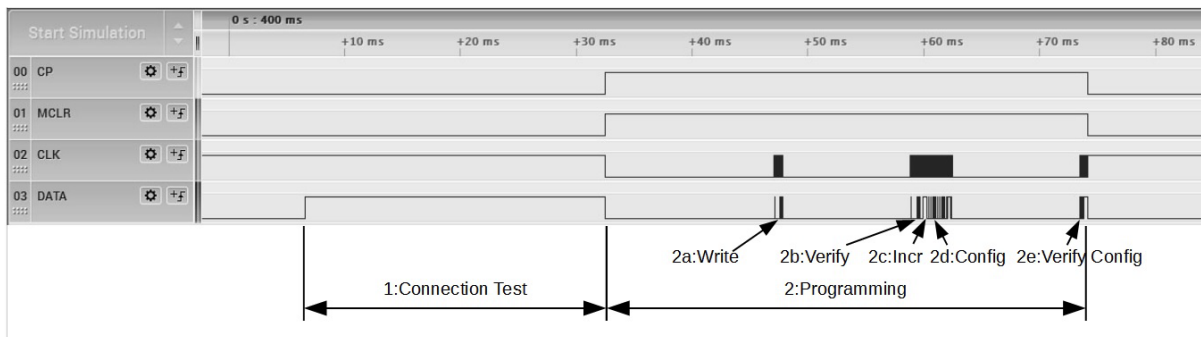 Start Simulation
0 s : 400 ms
+10 ms +20 ms +30 ms +40 ms +50 ms +60 ms +70 ms +80 ms
00 CP
01 MCLR
02 CLK
03 DATA
2a:Write 2b:Verify 2c:Incr 2d:Config 2e:Verify Config
1:Connection Test 2:Programming